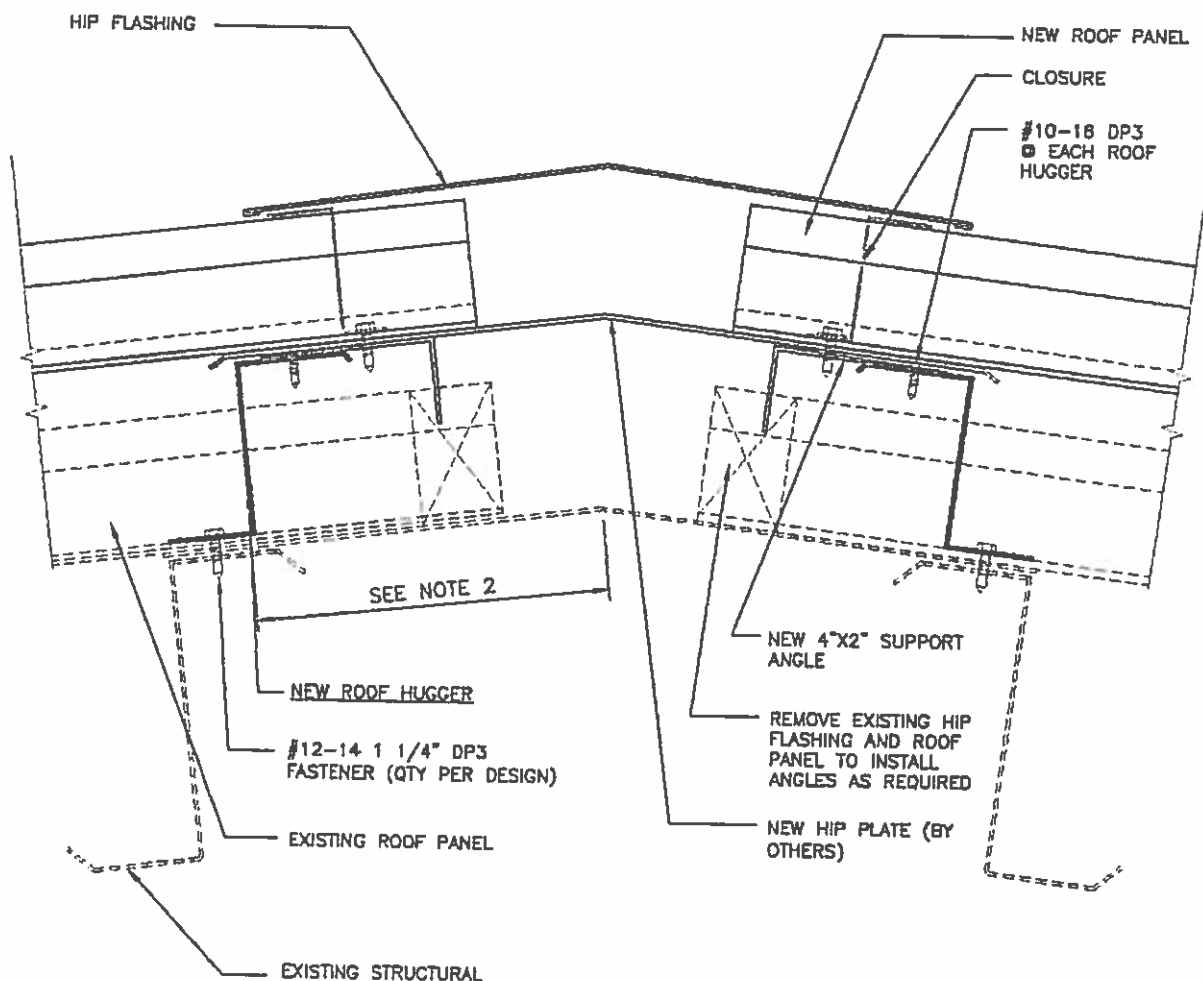 HIP FLASHING
NEW ROOF PANEL
CLOSURE
#10-16 DP3
@ EACH ROOF
HUGGER
SEE NOTE 2
NEW ROOF HUGGER
#12-14 1 1/4" DP3
FASTENER (QTY PER DESIGN)
EXISTING ROOF PANEL
EXISTING STRUCTURAL
NEW 4"X2" SUPPORT
ANGLE
REMOVE EXISTING HIP
FLASHING AND ROOF
PANEL TO INSTALL
ANGLES AS REQUIRED
NEW HIP PLATE (BY
OTHERS)